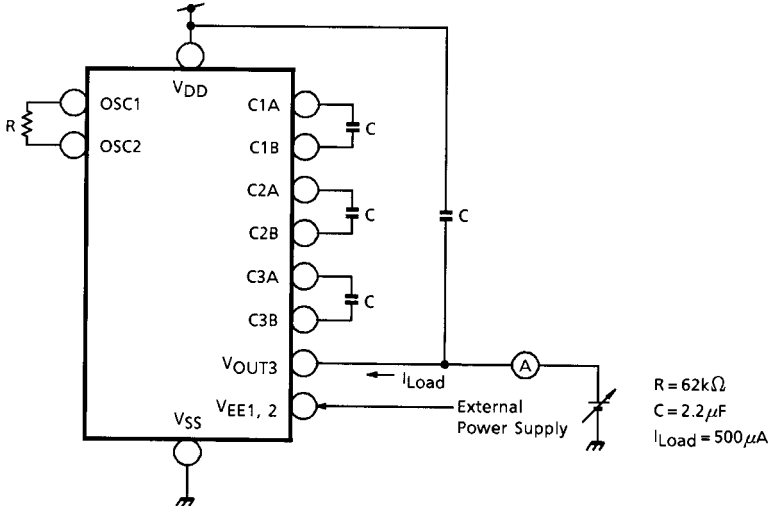 VDD
OSC1
R
OSC2
C1A
C
C1B
C2A
C
C2B
C
C3A
C
C3B
VOUT3
ILoad
A
VEE1, 2
External
Power Supply
VSS
R = 62kΩ
C = 2.2μF
ILoad = 500μA